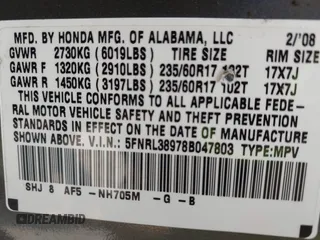 MFD. BY HONDA MFG. OF ALABAMA, LLC 2/'08
GVWR 2730KG (6019LBS) TIRE SIZE RIM SIZE
GAWR F 1320KG (2910LBS) 235/60R17 102T 17X7J
GAWR R 1450KG (3197LBS) 235/60R17 102T 17X7J
THIS VEHICLE CONFORMS TO ALL APPLICABLE FEDE-
RAL MOTOR VEHICLE SAFETY AND THEFT PREVENTION
STANDARDS IN EFFECT ON THE DATE OF MANUFACTURE
SHOWN ABOVE. V.I.N.: 5FNRL38978B047803 TYPE:MPV
SHJ 8 AF5 -NH705M -G -B
DREAMBID